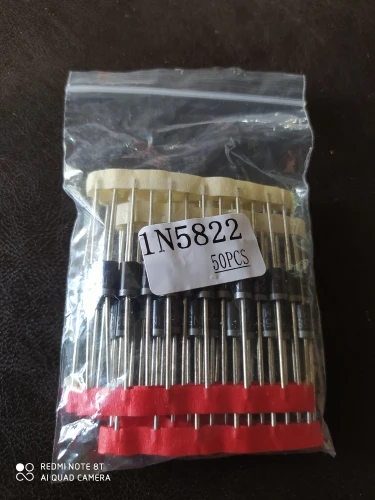 1N5822
50PCS
REDMI NOTE 8T
AI QUAD CAMERA